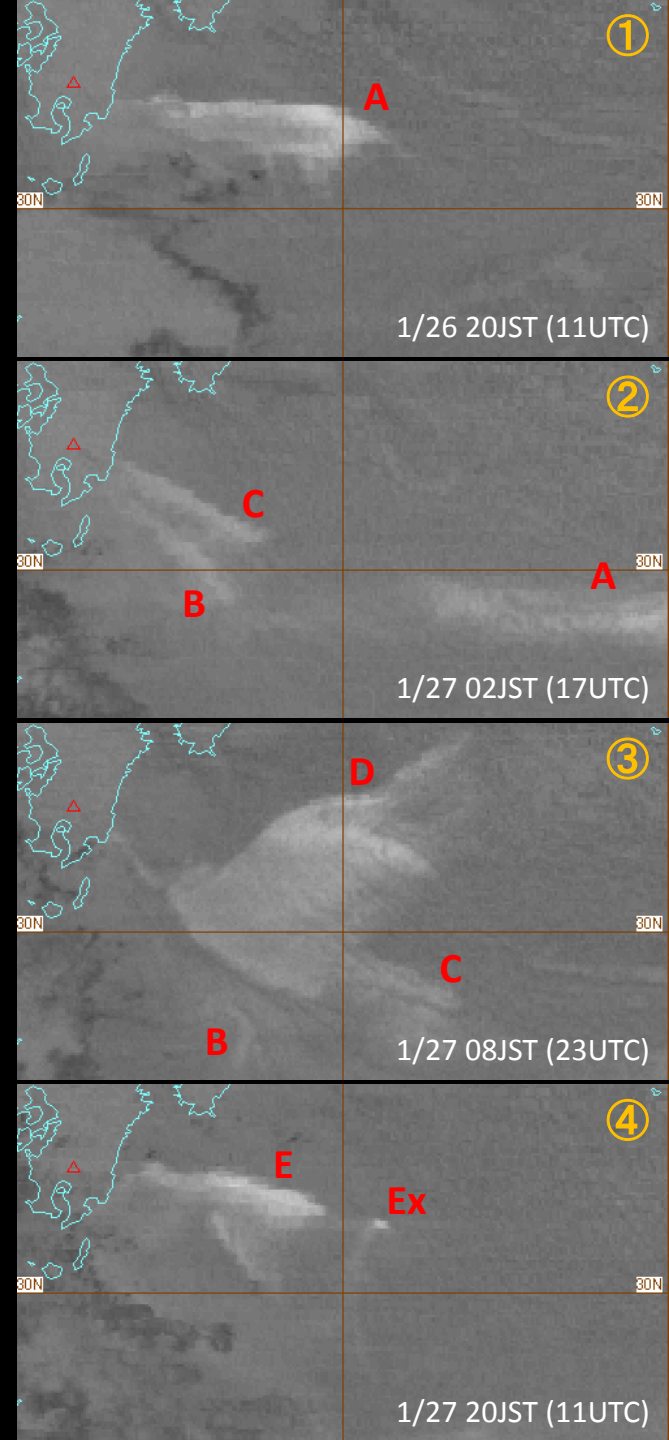 ①
A
30N 30N
1/26 20JST (11UTC)
②
C
30N 30N
A
B
1/27 02JST (17UTC)
③
D
30N 30N
C
B
1/27 08JST (23UTC)
④
E
Ex
30N 30N
1/27 20JST (11UTC)